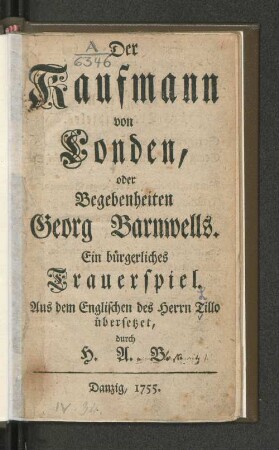 A
6346
Der
Kaufmann
von
Londen,
oder
Begebenheiten
Georg Barnwells.
Ein bürgerliches
Trauerspiel.
Aus dem Englischen des Herrn Tillo
übersetzet,
durch
H. A. B.
Danzig, 1755.